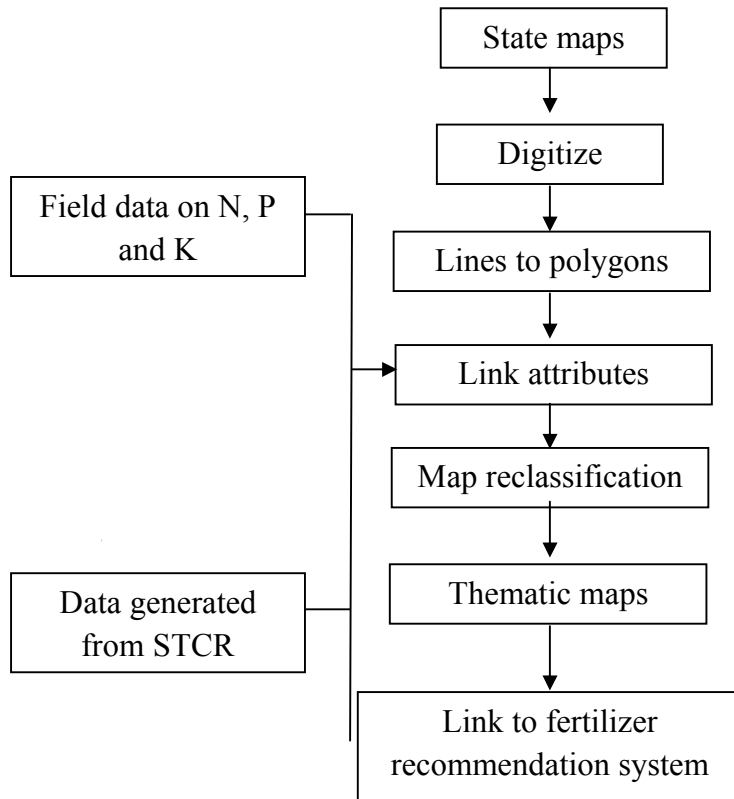 State maps
Digitize
Field data on N, P
and K
Lines to polygons
Link attributes
Map reclassification
Data generated
from STCR
Thematic maps
Link to fertilizer
recommendation system